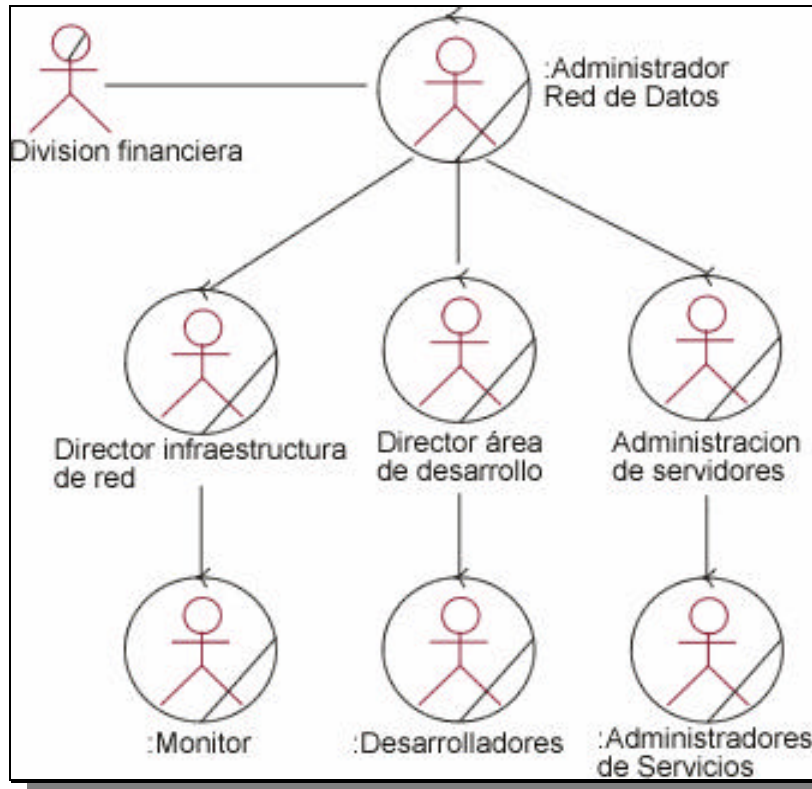 :Administrador
Red de Datos
Division financiera
Director infraestructura
de red
Director área
de desarrollo
Administracion
de servidores
:Monitor
:Desarrolladores
:Administradores
de Servicios